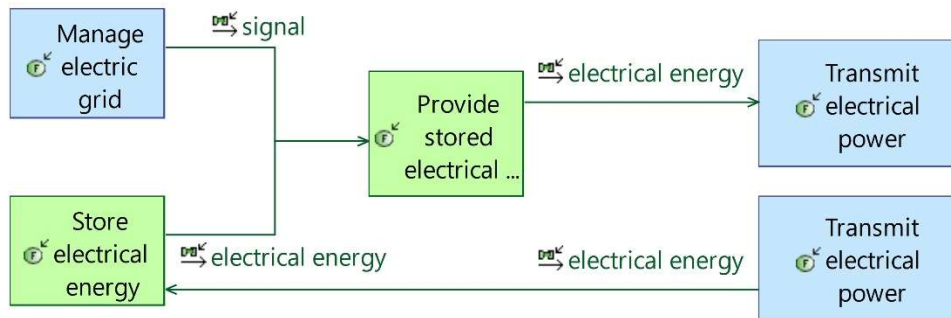 Manage
electric
grid
signal
Provide
stored
electrical ...
electrical energy
Transmit
electrical
power
Store
electrical
energy
electrical energy
electrical energy
Transmit
electrical
power